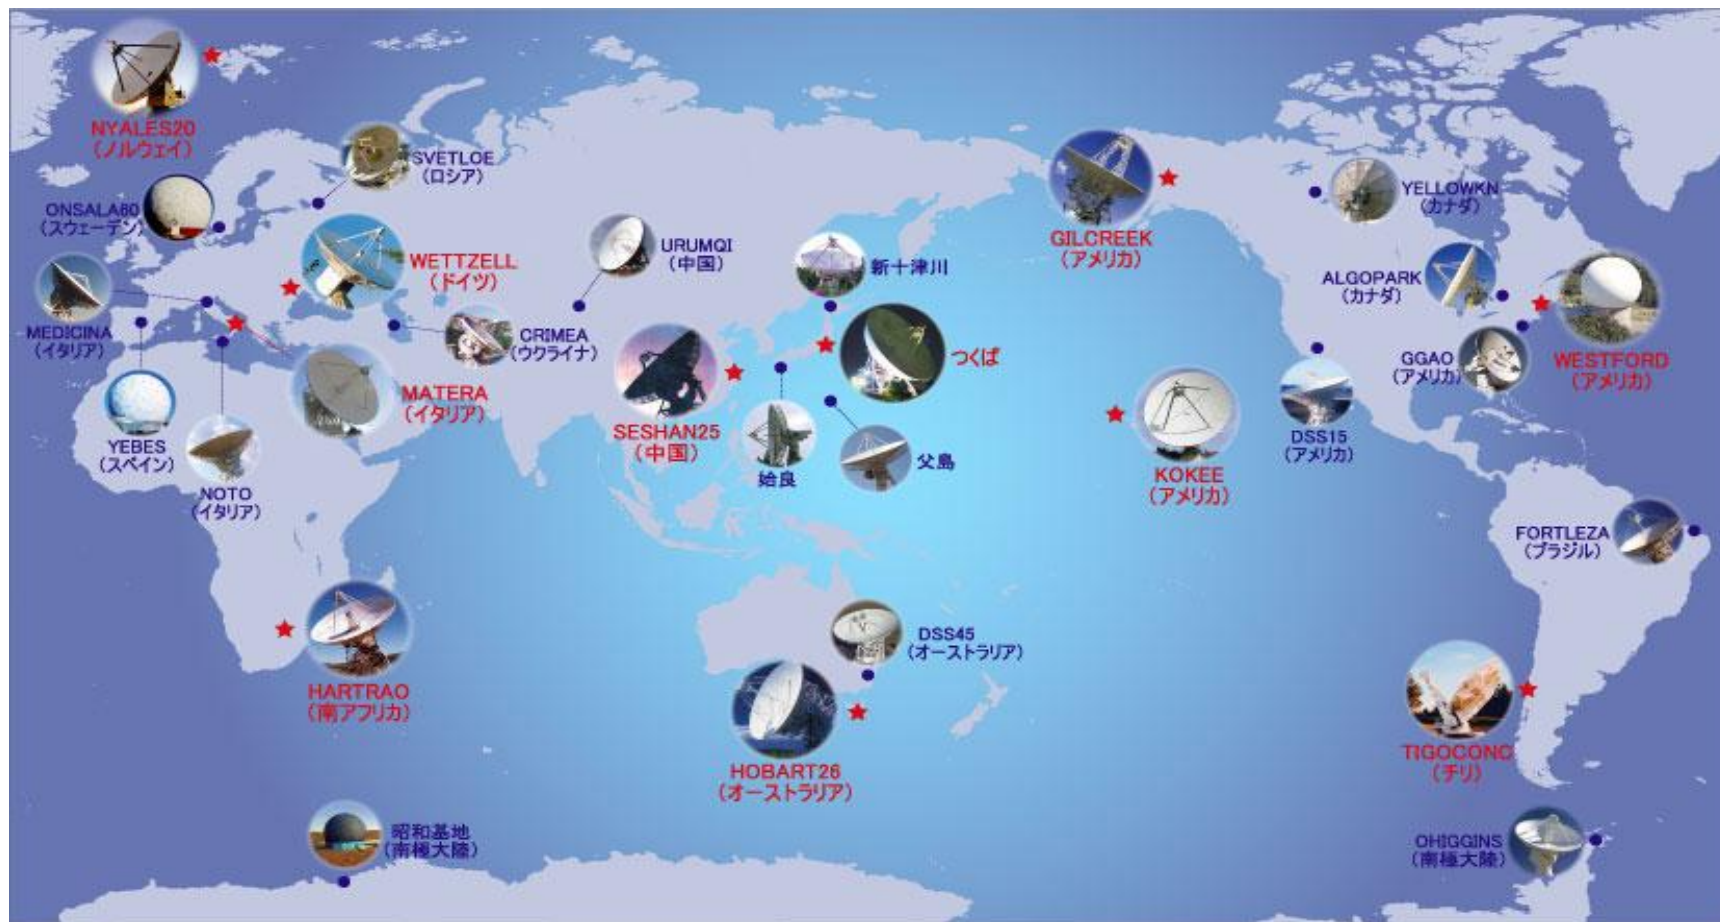 NYALES20
(ノルウェイ)
SVETLOE
(ロシア)
ONSALA60
(スウェーデン)
WETTZELL
(ドイツ)
URUMQI
(中国)
新十津川
GILCREEK
(アメリカ)
YELLOWKN
(カナダ)
ALGOPARK
(カナダ)
MEDICINA
(イタリア)
CRIMEA
(ウクライナ)
つくば
GGAO
(アメリカ)
WESTFORD
(アメリカ)
MATERA
(イタリア)
SESHAN25
(中国)
YEBES
(スペイン)
NOTO
(イタリア)
姶良
父島
KOKEE
(アメリカ)
DSS15
(アメリカ)
FORTLEZA
(ブラジル)
DSS45
(オーストラリア)
HARTRAO
(南アフリカ)
HOBART26
(オーストラリア)
TIGOCONC
(チリ)
昭和基地
(南極大陸)
OHIGGINS
(南極大陸)